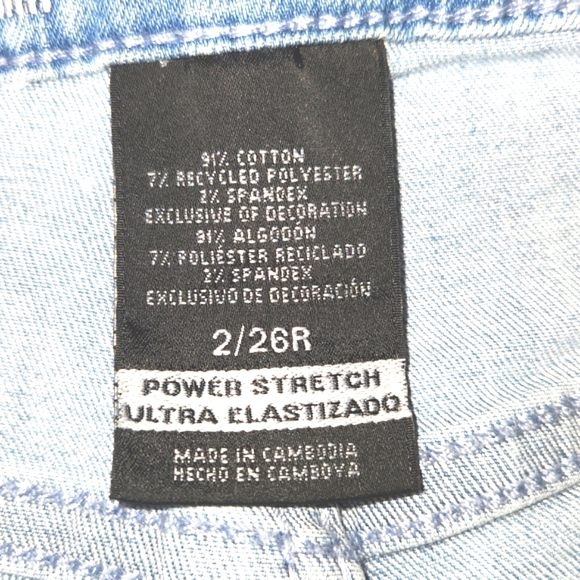 91% COTTON
7% RECYCLED POLYESTER
2% SPANDEX
EXCLUSIVE OF DECORATION
91% ALGODÓN
7% POLIÉSTER RECICLADO
2% SPANDEX
EXCLUSIVO DE DECORACIÓN
2/26R
POWER STRETCH
ULTRA ELASTIZADO
MADE IN CAMBODIA
HECHO EN CAMBOYA